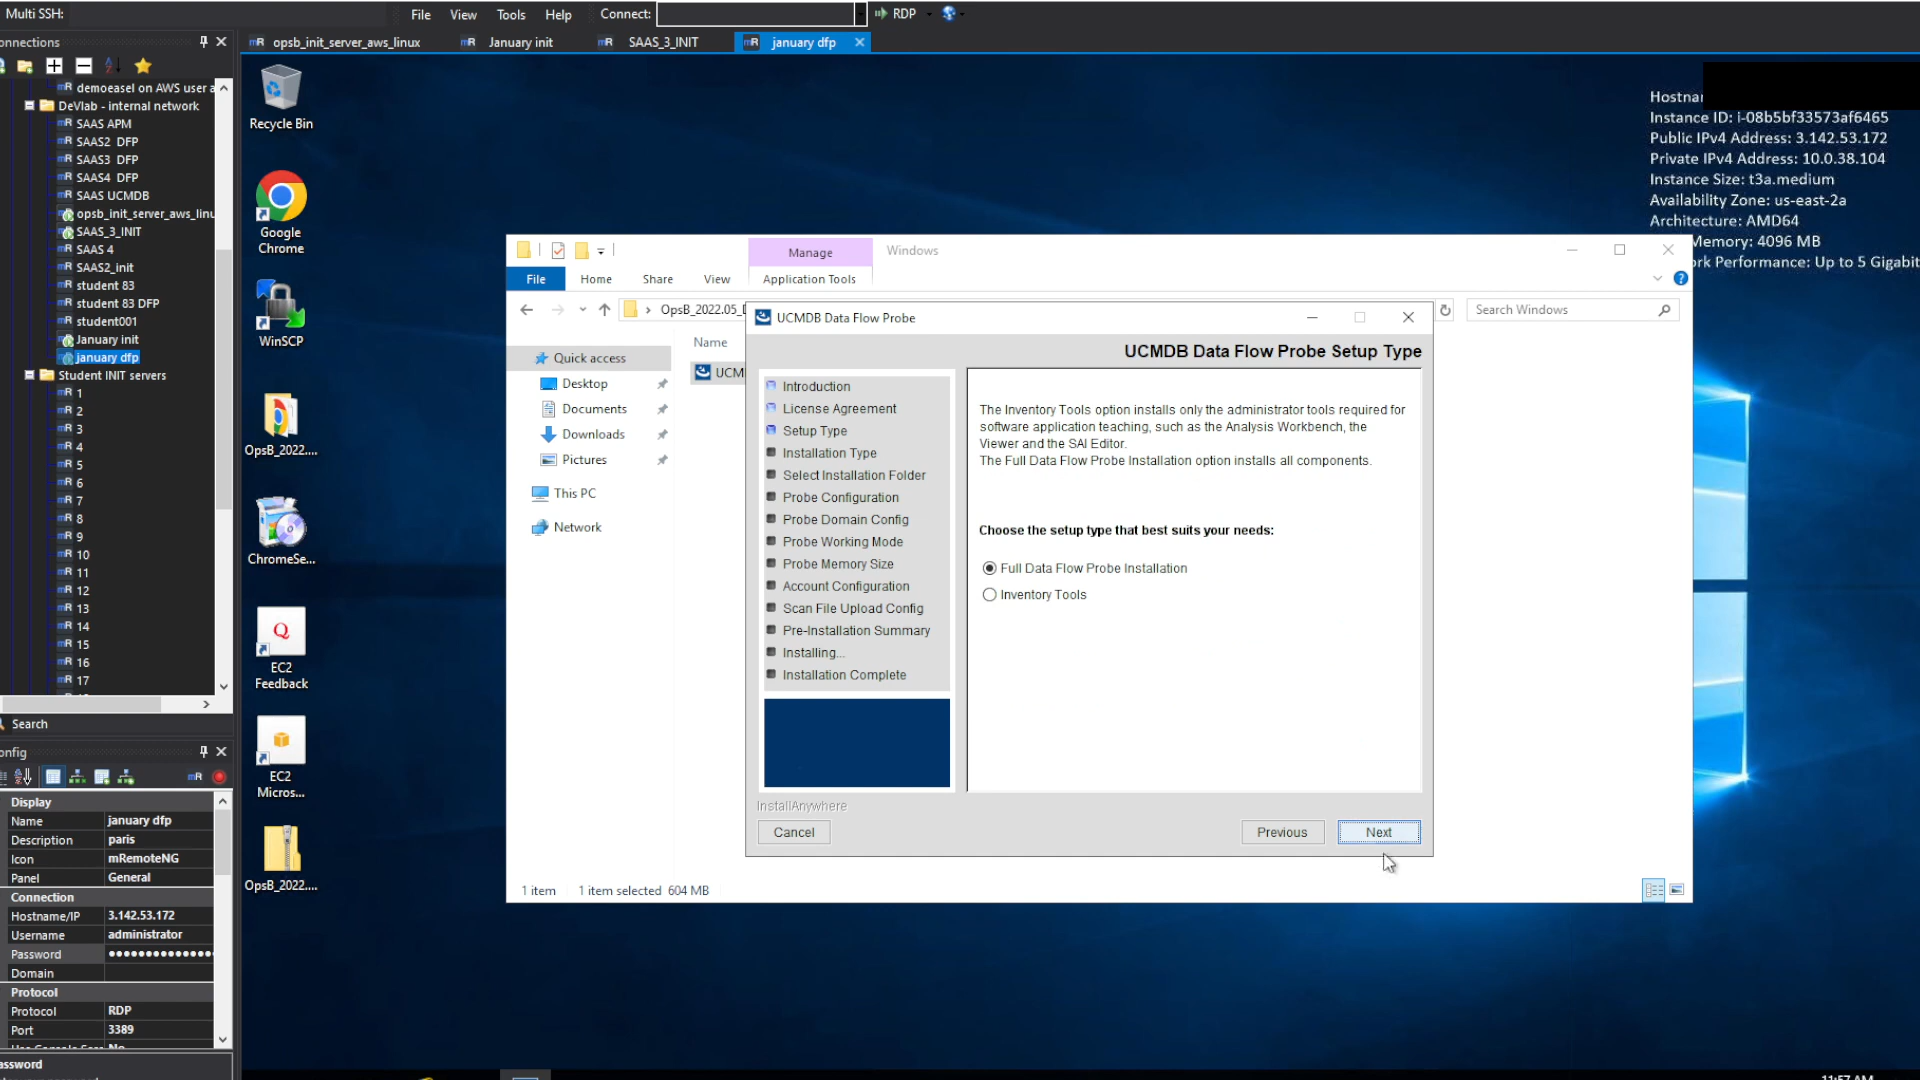 Multi SSH:
File View Tools Help Connect: RDP
onnections
opsb_init_server_aws_linux
January init
SAAS_3_INIT
january dfp
demoeasel on AWS user a
DeVlab - internal network
SAAS APM
SAAS2 DFP
SAAS3 DFP
SAAS4 DFP
SAAS UCMDB
opsb_init_server_aws_linu
SAAS_3_INIT
SAAS 4
SAAS2_init
student 83
student 83 DFP
student001
January init
january dfp
Student INIT servers
1
2
3
4
5
6
7
8
9
10
11
12
13
14
15
16
17
Search
onfig
Display
Name january dfp
Description paris
Icon mRemoteNG
Panel General
Connection
Hostname/IP 3.142.53.172
Username administrator
Password ●●●●●●●●●●●●●●●
Domain
Protocol
Protocol RDP
Port 3389
assword
Recycle Bin
Google
Chrome
WinSCP
OpsB_2022....
ChromeSe...
EC2
Feedback
EC2
Micros...
OpsB_2022....
Hostna
Instance ID: i-08b5bf33573af6465
Public IPv4 Address: 3.142.53.172
Private IPv4 Address: 10.0.38.104
Instance Size: t3a.medium
Availability Zone: us-east-2a
Architecture: AMD64
Memory: 4096 MB
rk Performance: Up to 5 Gigabit
Manage
Windows
File Home Share View Application Tools
OpsB_2022.05_D
Search Windows
Quick access
Desktop
Documents
Downloads
Pictures
This PC
Network
Name
UCM
1 item 1 item selected 604 MB
UCMDB Data Flow Probe
UCMDB Data Flow Probe Setup Type
Introduction
License Agreement
Setup Type
Installation Type
Select Installation Folder
Probe Configuration
Probe Domain Config
Probe Working Mode
Probe Memory Size
Account Configuration
Scan File Upload Config
Pre-Installation Summary
Installing...
Installation Complete
The Inventory Tools option installs only the administrator tools required for
software application teaching, such as the Analysis Workbench, the
Viewer and the SAI Editor.
The Full Data Flow Probe Installation option installs all components.
Choose the setup type that best suits your needs:
Full Data Flow Probe Installation
Inventory Tools
InstallAnywhere
Cancel
Previous
Next
11:57 AM